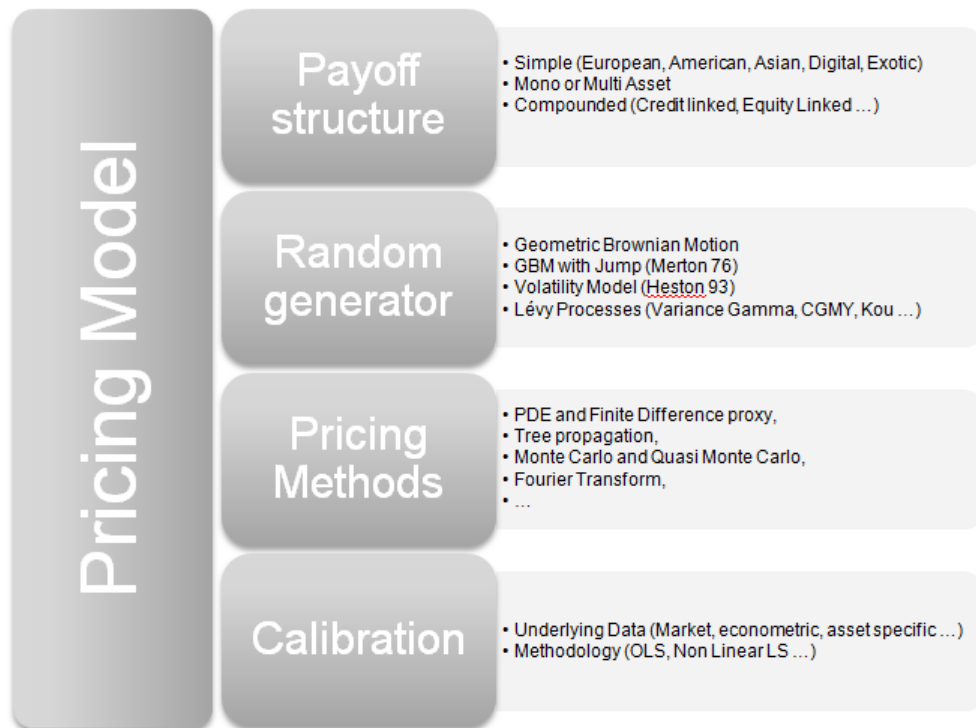 Pricing Model
Payoff
structure
• Simple (European, American, Asian, Digital, Exotic)
• Mono or Multi Asset
• Compounded (Credit linked, Equity Linked …)
Random
generator
• Geometric Brownian Motion
• GBM with Jump (Merton 76)
• Volatility Model (Heston 93)
• Lévy Processes (Variance Gamma, CGMY, Kou …)
Pricing
Methods
• PDE and Finite Difference proxy,
• Tree propagation,
• Monte Carlo and Quasi Monte Carlo,
• Fourier Transform,
• …
Calibration
• Underlying Data (Market, econometric, asset specific …)
• Methodology (OLS, Non Linear LS …)